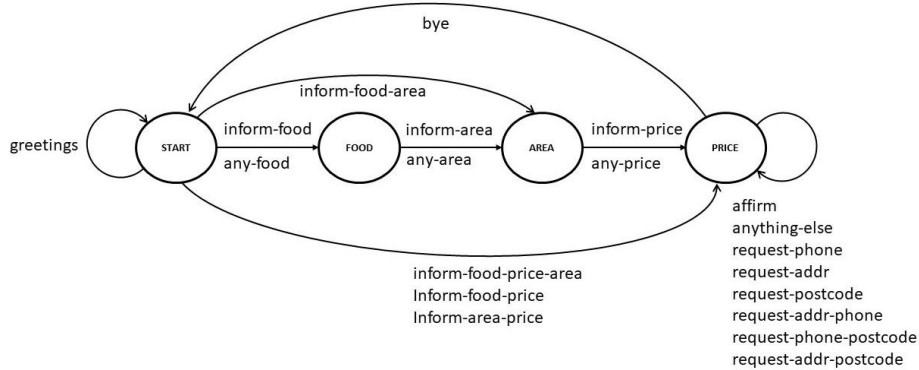 bye
inform-food-area
greetings
START
inform-food
any-food
FOOD
inform-area
any-area
AREA
inform-price
any-price
PRICE
inform-food-price-area
Inform-food-price
Inform-area-price
affirm
anything-else
request-phone
request-addr
request-postcode
request-addr-phone
request-phone-postcode
request-addr-postcode